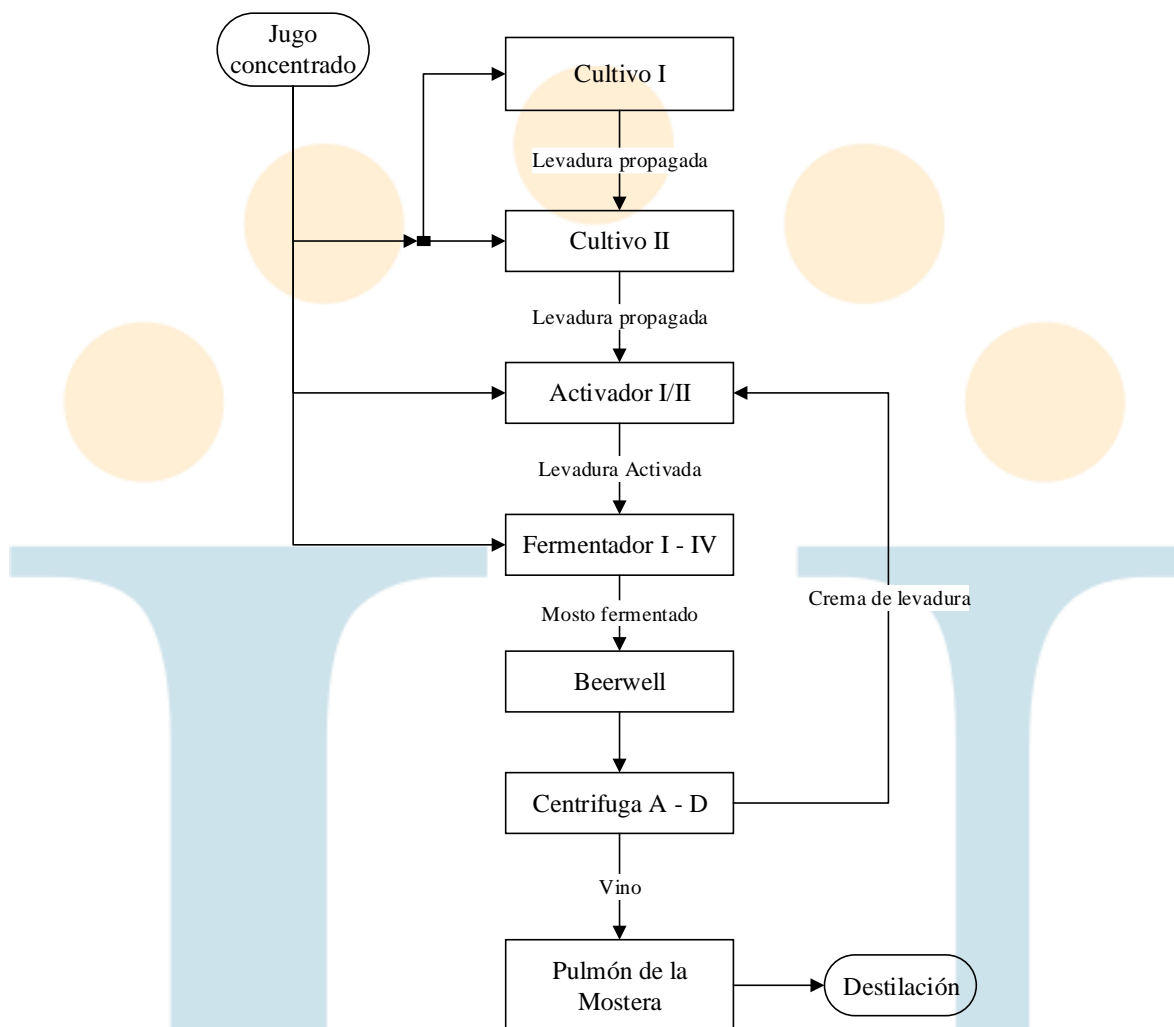 Jugo
concentrado
Cultivo I
Levadura propagada
Cultivo II
Levadura propagada
Activador I/II
Levadura Activada
Fermentador I - IV
Crema de levadura
Mosto fermentado
Beerwell
Centrifuga A - D
Vino
Pulmón de la
Mostera
Destilación